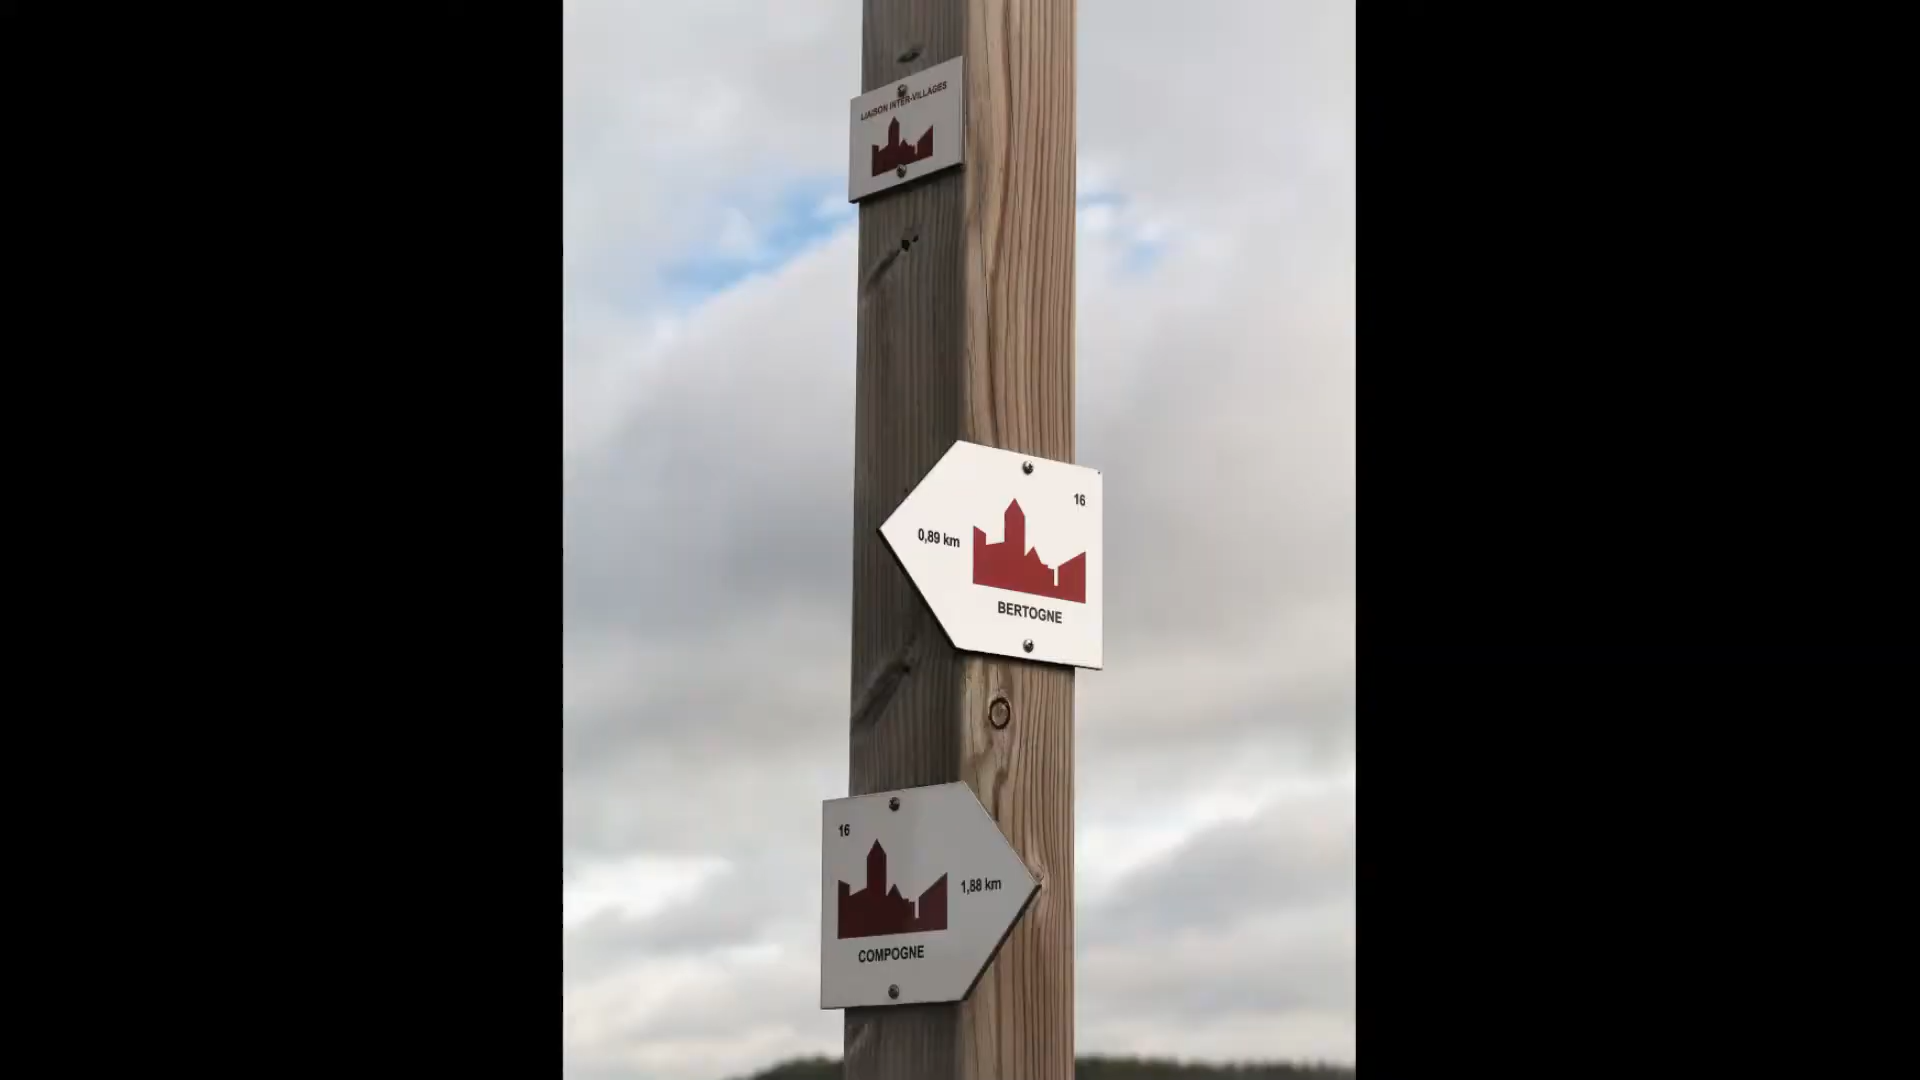 LIAISON INTER-VILLAGES
16
0,89 km
BERTOGNE
16
1,88 km
COMPOGNE